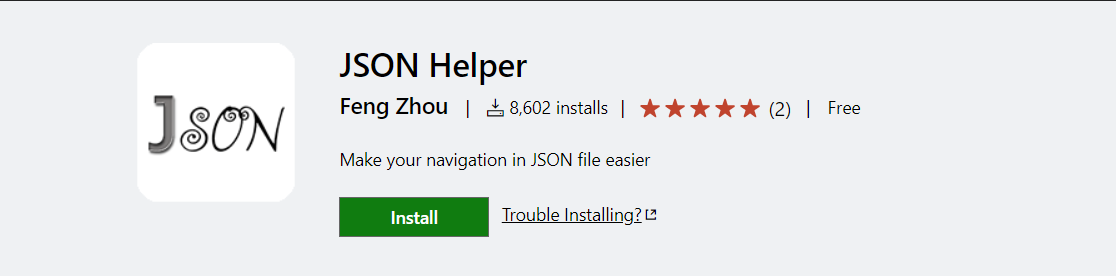 JSON
JSON Helper
Feng Zhou | 8,602 installs | (2) | Free
Make your navigation in JSON file easier
Install Trouble Installing?